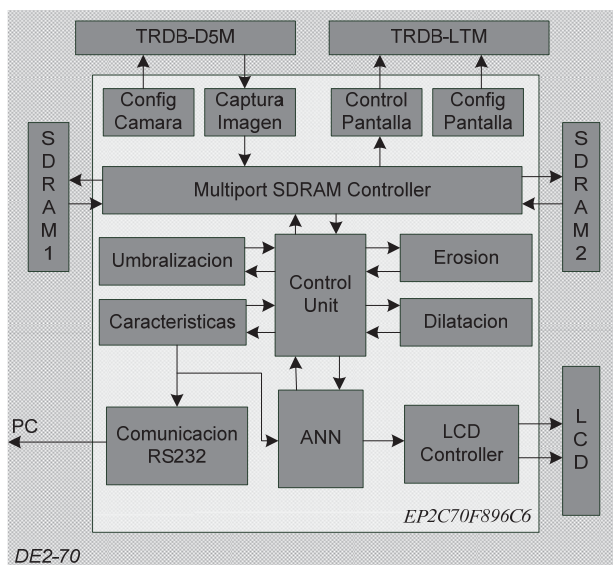 TRDB-D5M
TRDB-LTM
Config
Camara
Captura
Imagen
Control
Pantalla
Config
Pantalla
S
D
R
A
M
1
Multiport SDRAM Controller
S
D
R
A
M
2
Umbralizacion
Control
Unit
Erosion
Caracteristicas
Dilatacion
PC
Comunicacion
RS232
ANN
LCD
Controller
L
C
D
EP2C70F896C6
DE2-70